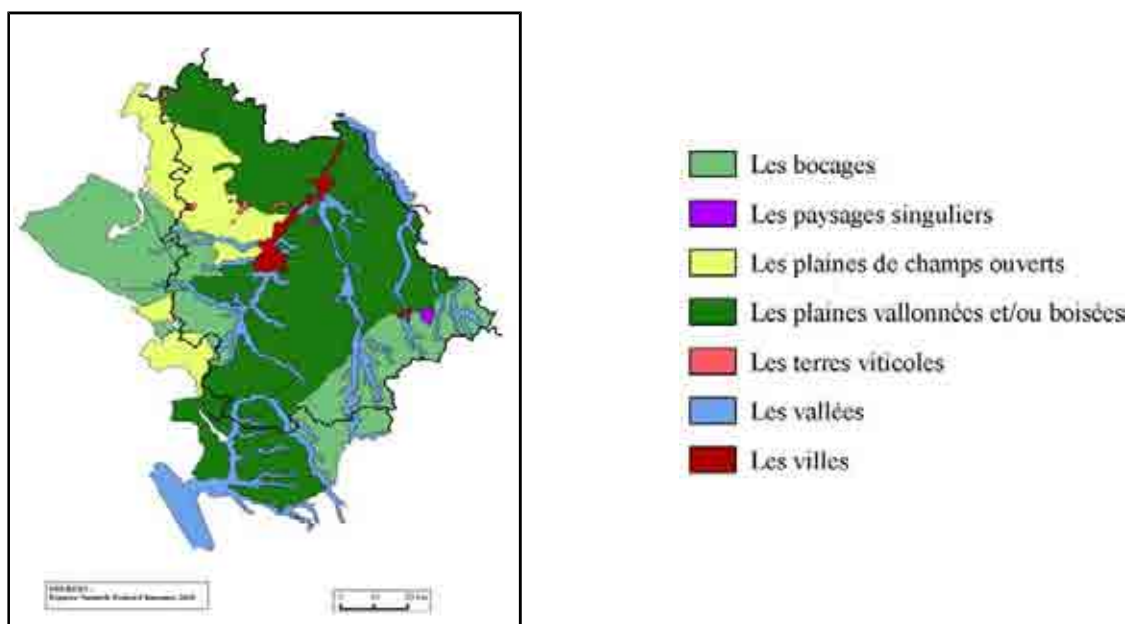 Les bocages
Les paysages singuliers
Les plaines de champs ouverts
Les plaines vallonnées et/ou boisées
Les terres viticoles
Les vallées
Les villes